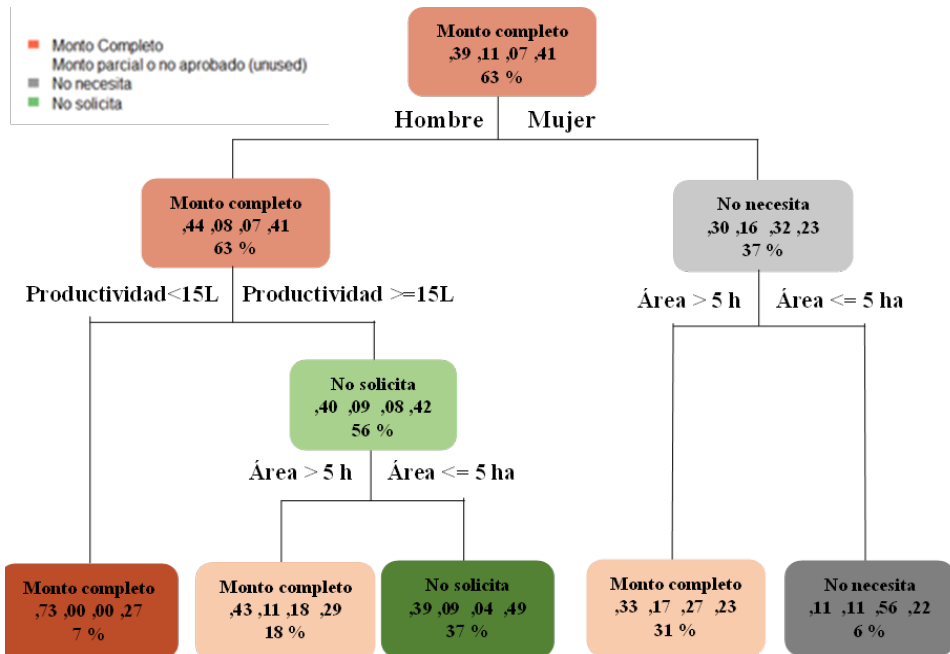 Monto Completo
Monto parcial o no aprobado (unused)
No necesita
No solicita
Monto completo
,39 ,11 ,07 ,41
63 %
Hombre Mujer
Monto completo
,44 ,08 ,07 ,41
63 %
No necesita
,30 ,16 ,32 ,23
37 %
Productividad<15L Productividad >=15L
Área > 5 h Área <= 5 ha
No solicita
,40 ,09 ,08 ,42
56 %
Área > 5 h Área <= 5 ha
Monto completo
,73 ,00 ,00 ,27
7 %
Monto completo
,43 ,11 ,18 ,29
18 %
No solicita
,39 ,09 ,04 ,49
37 %
Monto completo
,33 ,17 ,27 ,23
31 %
No necesita
,11 ,11 ,56 ,22
6 %